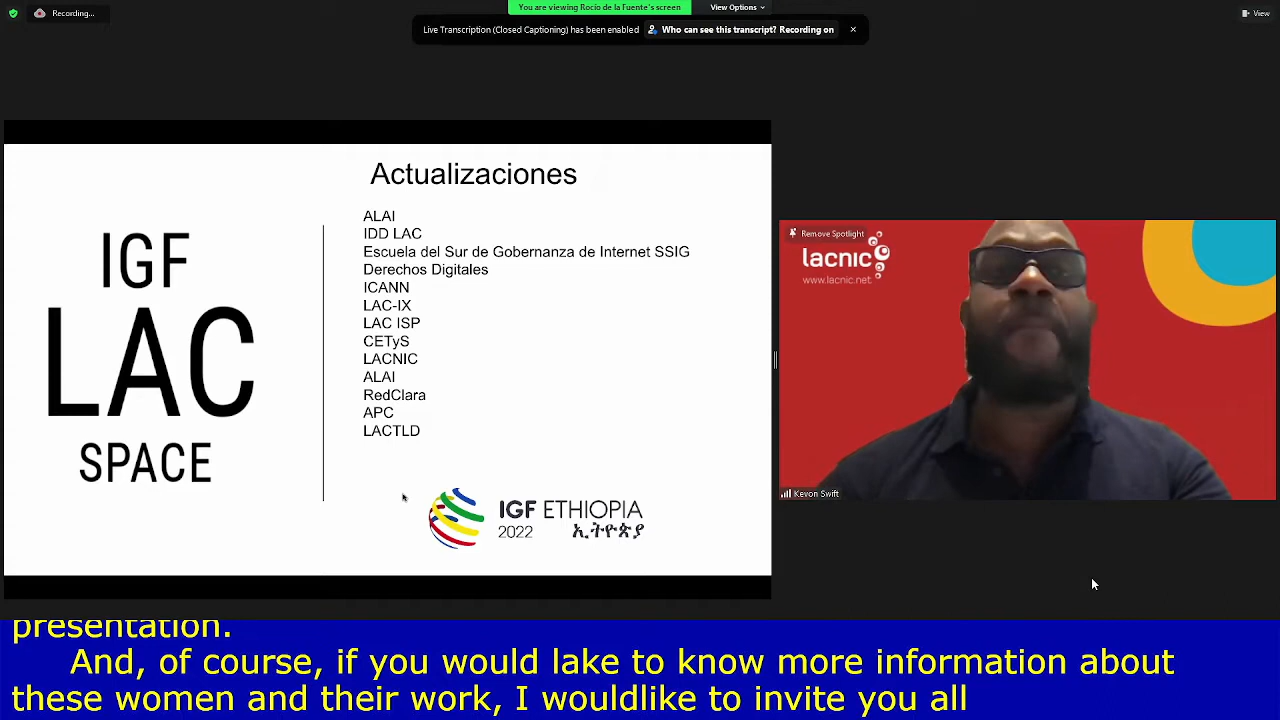 Recording...
You are viewing Rocío de la Fuente's screen
View Options
View
Live Transcription (Closed Captioning) has been enabled
Who can see this transcript? Recording on
Actualizaciones
IGF
LAC
SPACE
ALAI
IDD LAC
Escuela del Sur de Gobernanza de Internet SSIG
Derechos Digitales
ICANN
LAC-IX
LAC ISP
CETyS
LACNIC
ALAI
RedClara
APC
LACTLD
IGF ETHIOPIA
2022 ኢትዮጵያ
Remove Spotlight
lacnic
www.lacnic.net
Kevon Swift
presentation.
And, of course, if you would lake to know more information about
these women and their work, I wouldlike to invite you all